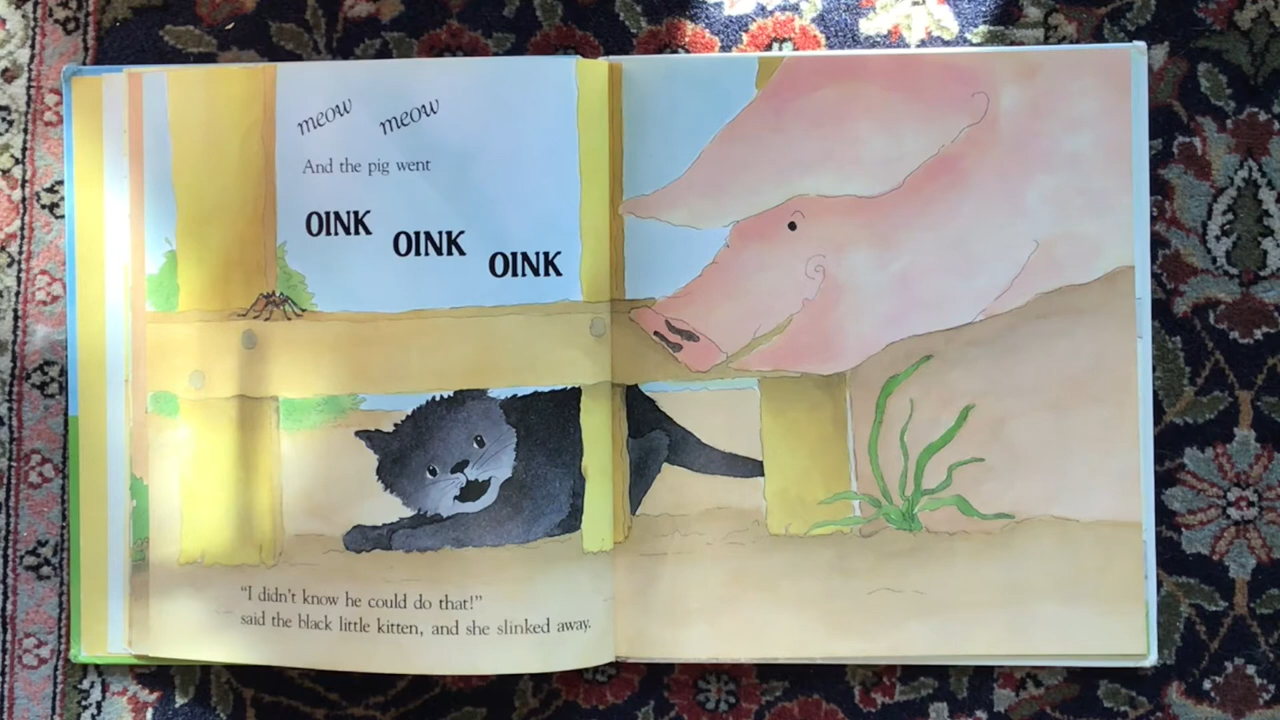 meow meow
And the pig went
OINK OINK OINK
“I didn't know he could do that!”
said the black little kitten, and she slinked away.